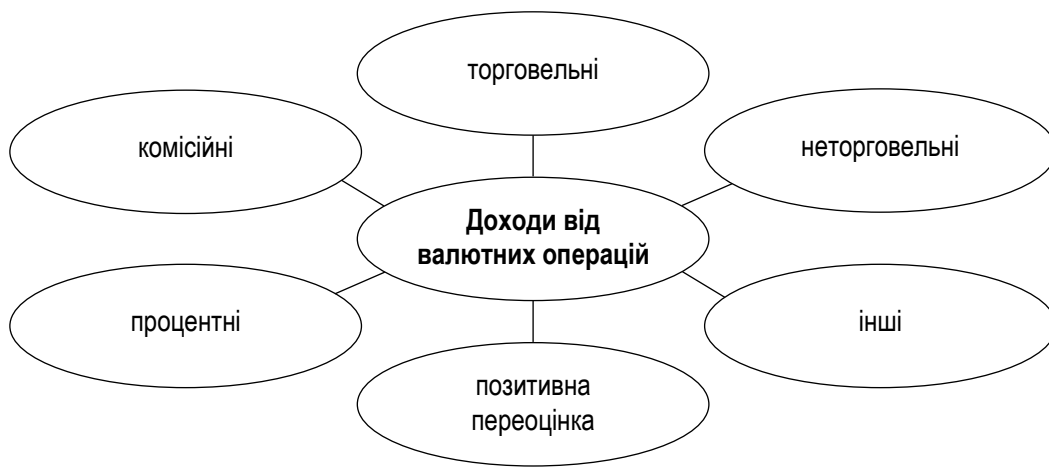 торговельні
комісійні
неторговельні
Доходи від
валютних операцій
процентні
інші
позитивна
переоцінка